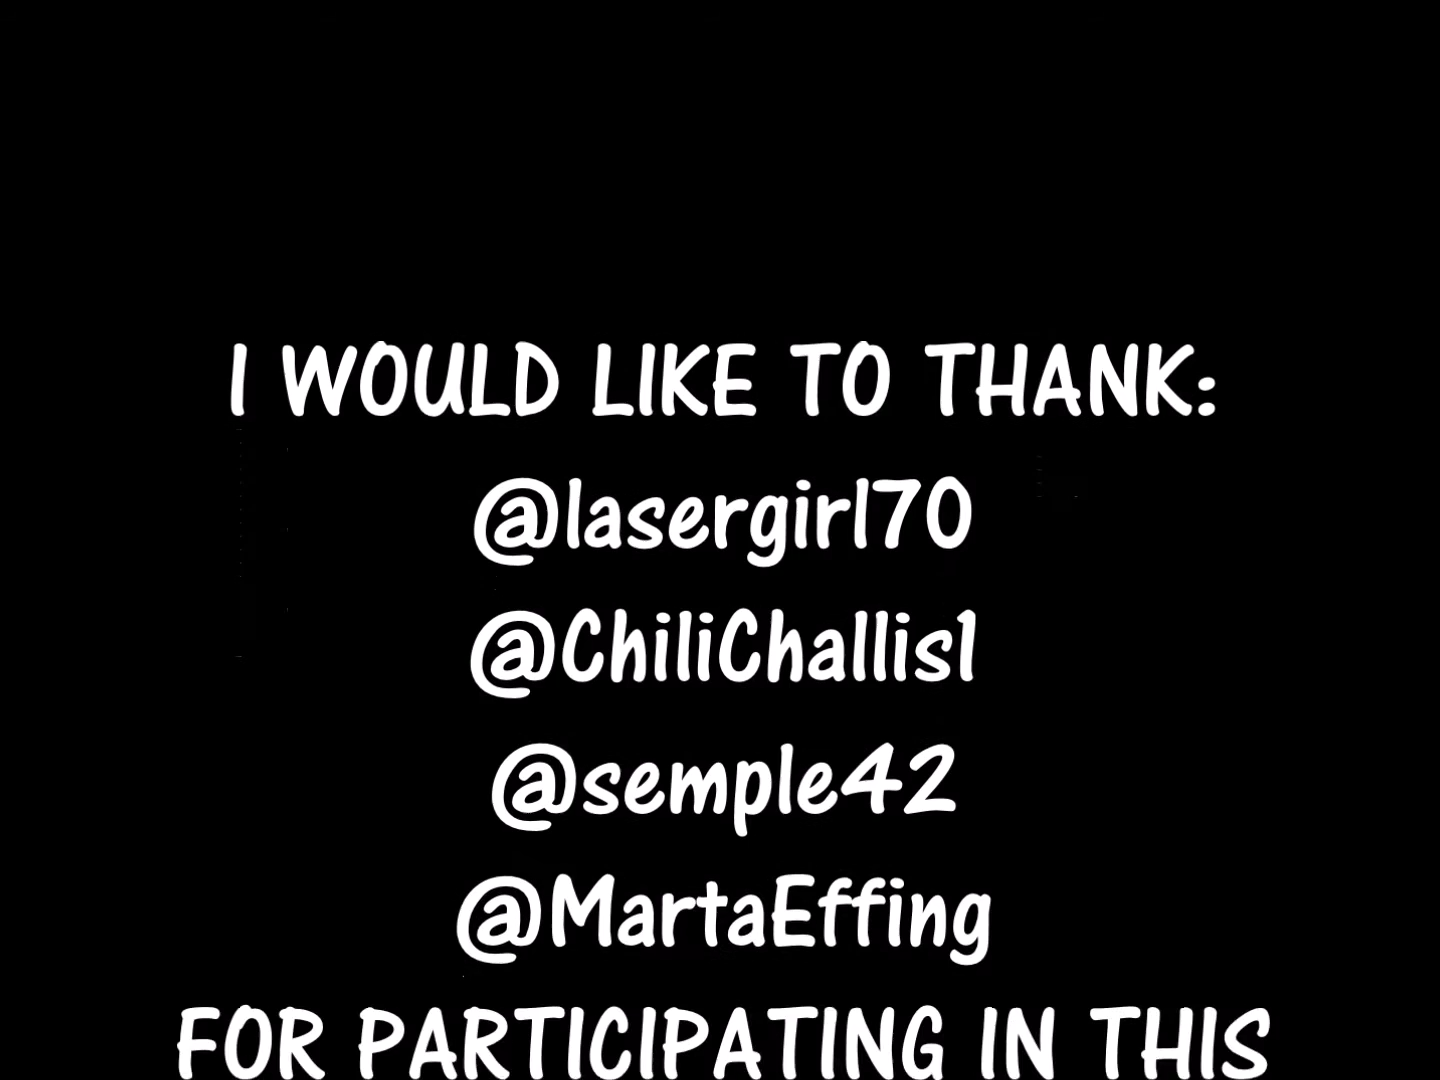 I WOULD LIKE TO THANK:
@lasergirl70
@ChiliChallis1
@semple42
@MartaEffing
FOR PARTICIPATING IN THIS